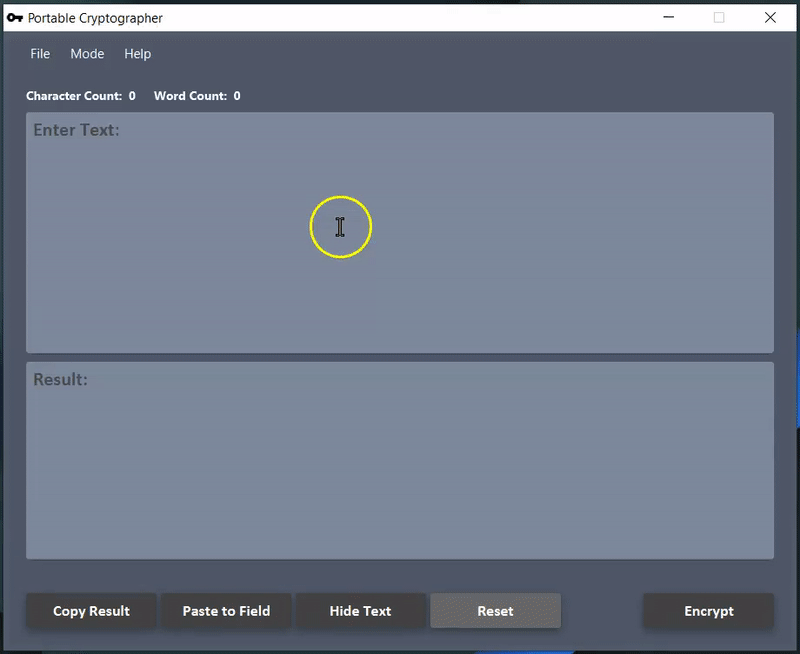 Portable Cryptographer
File Mode Help
Character Count: 0 Word Count: 0
Enter Text:
Result:
Copy Result Paste to Field Hide Text Reset Encrypt